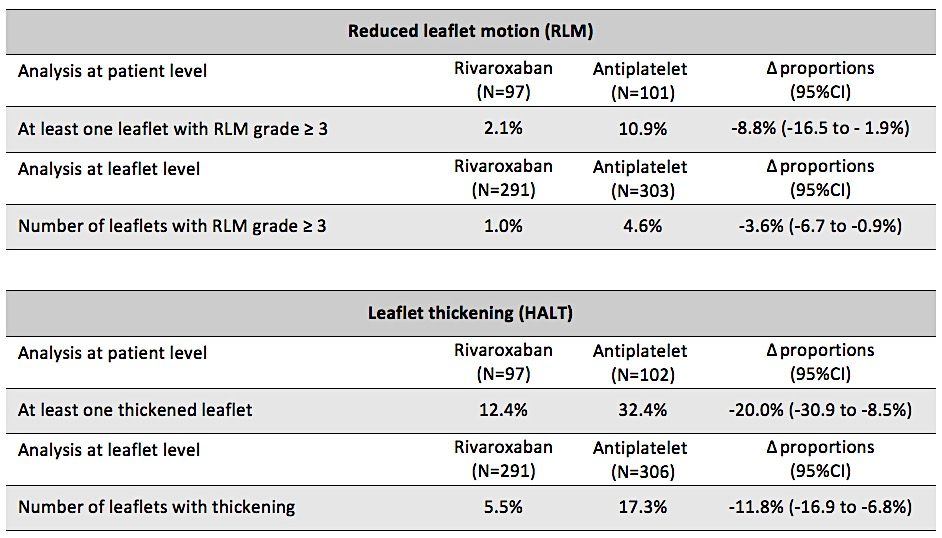 Reduced leaflet motion (RLM)
Analysis at patient level Rivaroxaban (N=97) Antiplatelet (N=101) Δ proportions (95%CI)
At least one leaflet with RLM grade ≥ 3 2.1% 10.9% -8.8% (-16.5 to - 1.9%)
Analysis at leaflet level Rivaroxaban (N=291) Antiplatelet (N=303) Δ proportions (95%CI)
Number of leaflets with RLM grade ≥ 3 1.0% 4.6% -3.6% (-6.7 to -0.9%)
Leaflet thickening (HALT)
Analysis at patient level Rivaroxaban (N=97) Antiplatelet (N=102) Δ proportions (95%CI)
At least one thickened leaflet 12.4% 32.4% -20.0% (-30.9 to -8.5%)
Analysis at leaflet level Rivaroxaban (N=291) Antiplatelet (N=306) Δ proportions (95%CI)
Number of leaflets with thickening 5.5% 17.3% -11.8% (-16.9 to -6.8%)